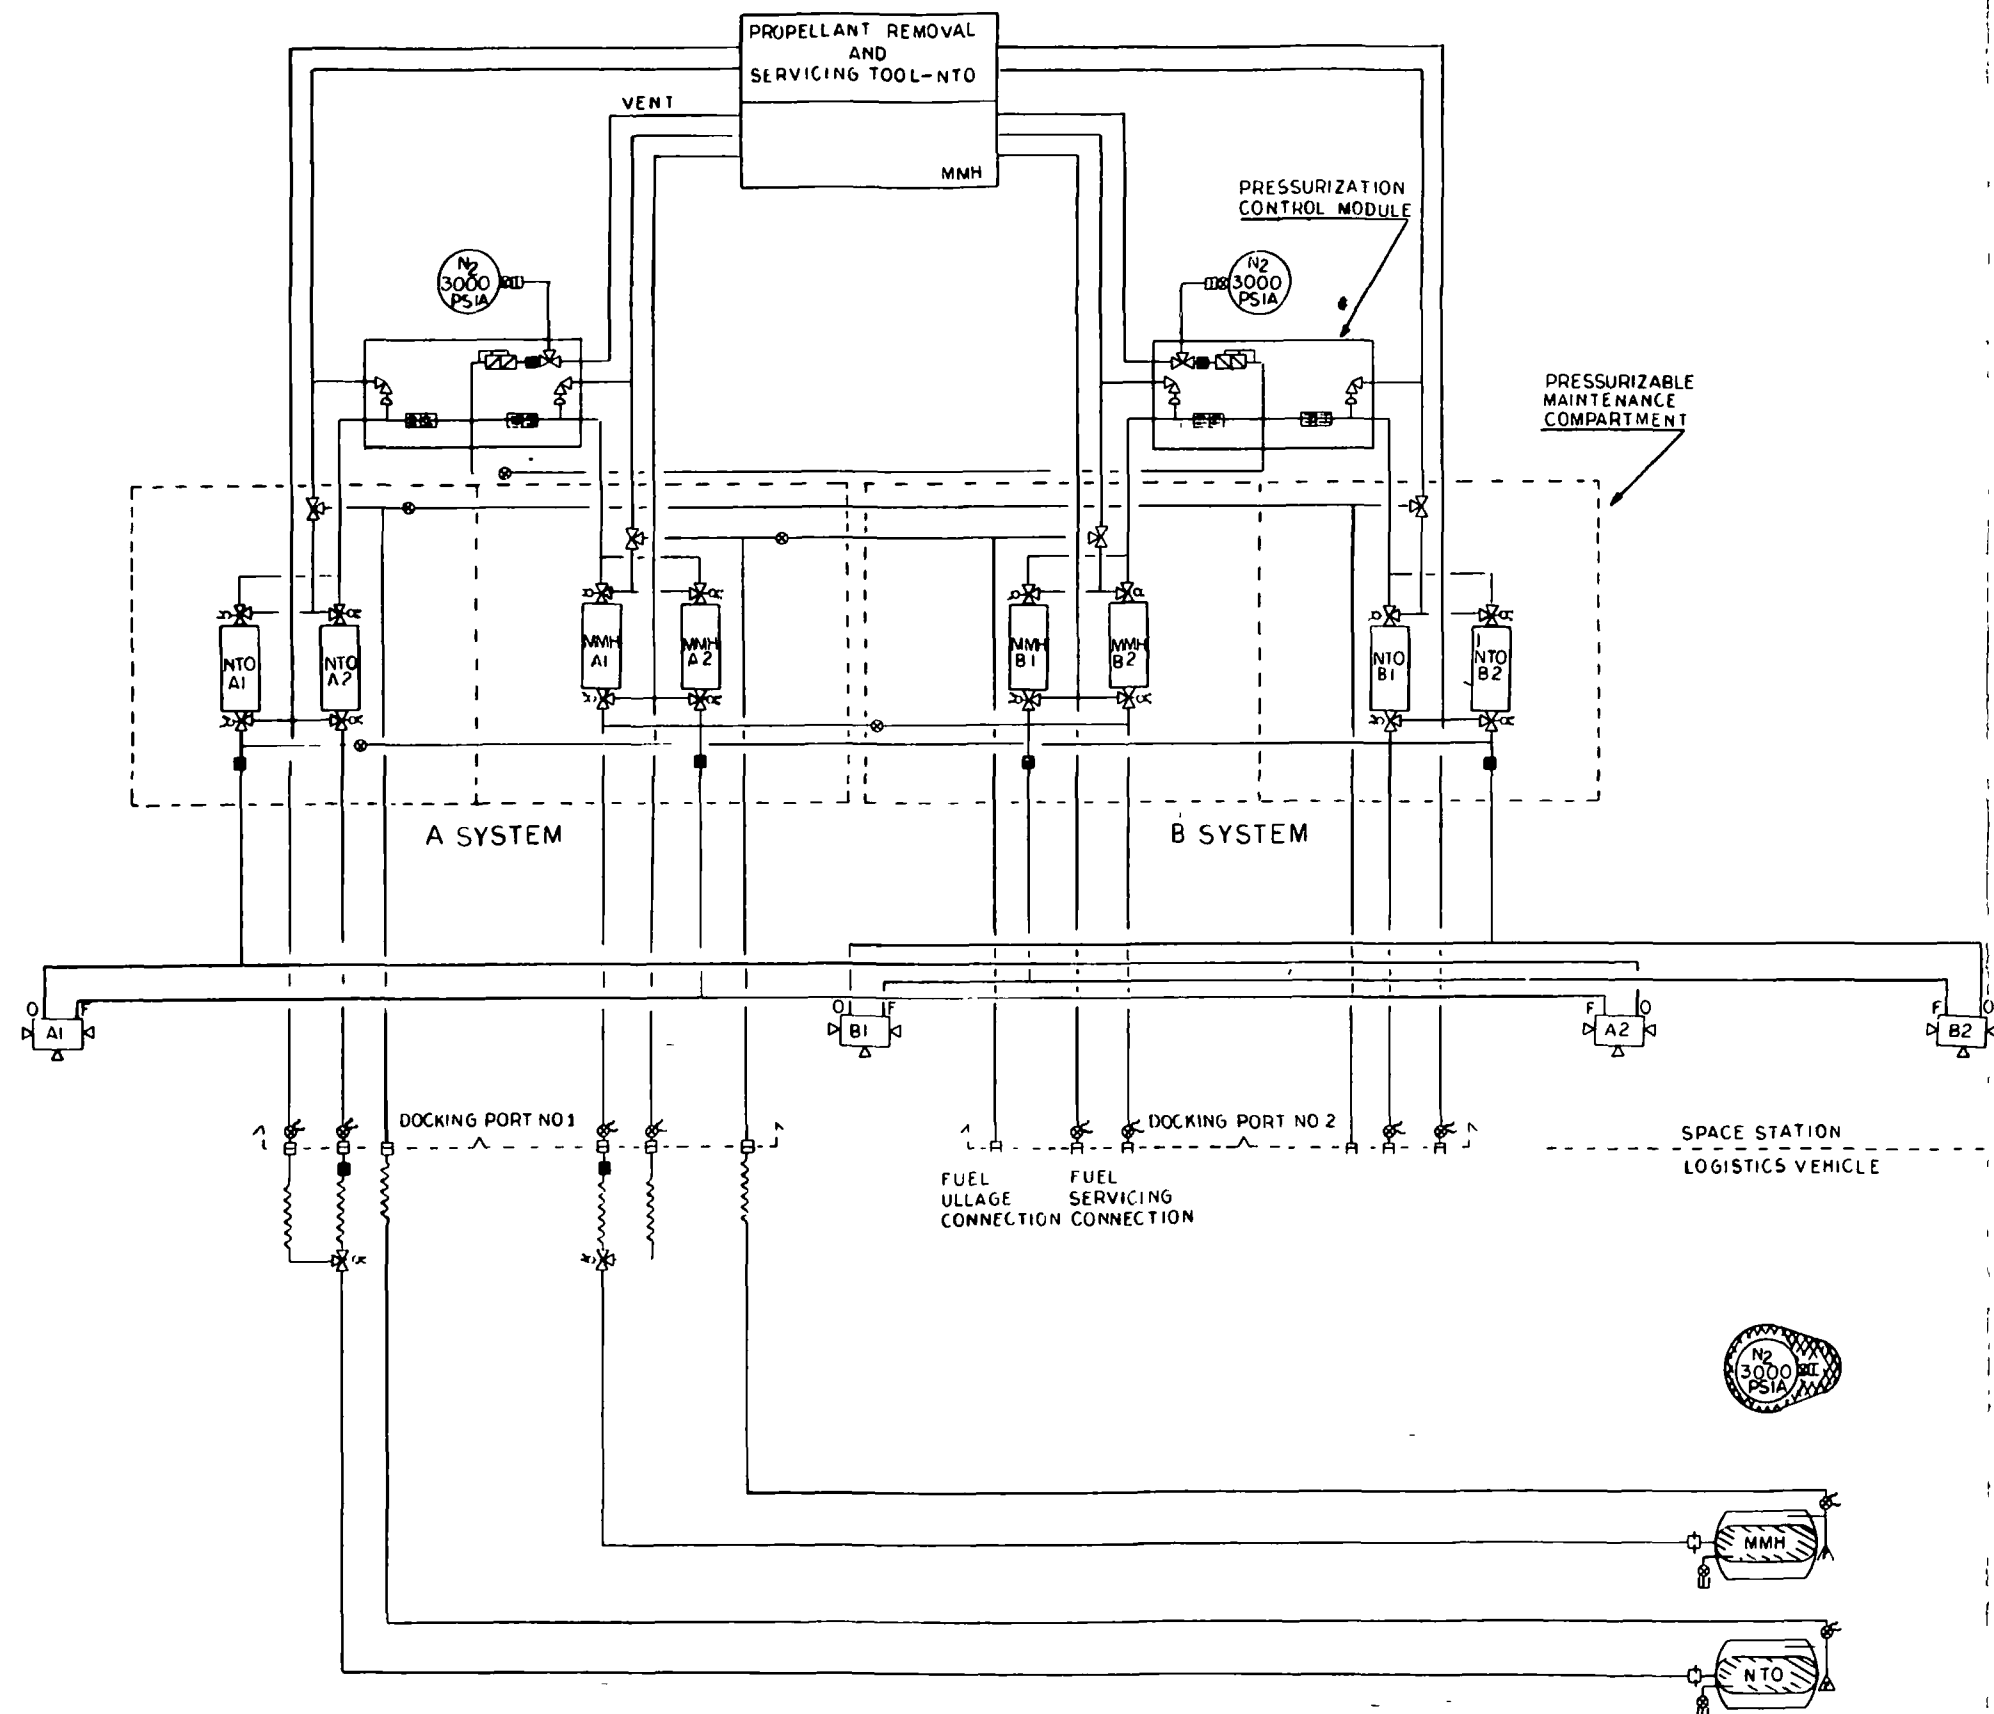 PROPELLANT REMOVAL
AND
SERVICING TOOL-NTO
VENT
MMH
PRESSURIZATION
CONTROL MODULE
N2
3000
PSIA
N2
3000
PSIA
PRESSURIZABLE
MAINTENANCE
COMPARTMENT
NTO
A1
NTO
A2
MMH
A1
MMH
A2
MMH
B1
MMH
B2
NTO
B1
NTO
B2
A SYSTEM
B SYSTEM
O
F
A1
O
F
B1
F
O
A2
F
O
B2
DOCKING PORT NO 1
DOCKING PORT NO 2
SPACE STATION
LOGISTICS VEHICLE
FUEL
ULLAGE
CONNECTION
FUEL
SERVICING
CONNECTION
N2
3000
PSIA
MMH
NTO